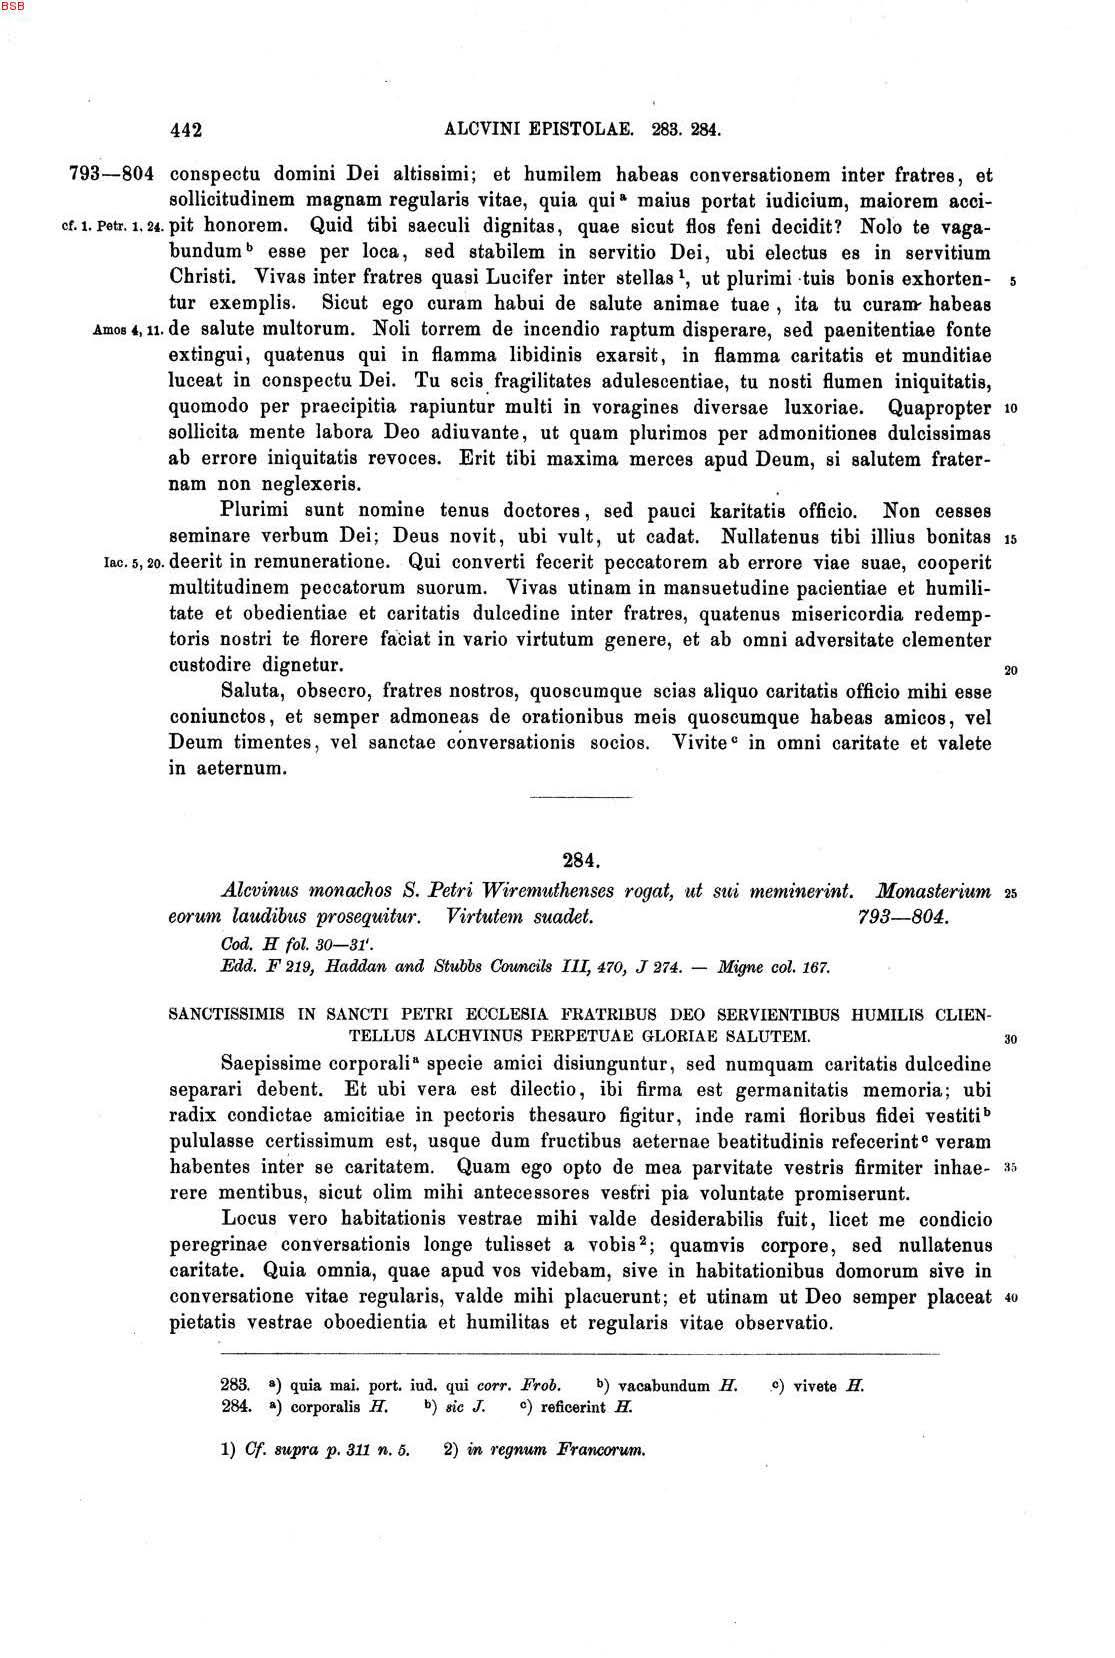 BSB
442 ALCVINI EPISTOLAE. 283. 284.
793—804 conspectu domini Dei altissimi; et humilem habeas conversationem inter fratres, et
sollicitudinem magnam regularis vitae, quia qui a maius portat iudicium, maiorem acci-
cf. 1. Petr. 1, 24. pit honorem. Quid tibi saeculi dignitas, quae sicut flos feni decidit? Nolo te vaga-
bundum b esse per loca, sed stabilem in servitio Dei, ubi electus es in servitium
Christi. Vivas inter fratres quasi Lucifer inter stellas 1, ut plurimi tuis bonis exhorten- 5
tur exemplis. Sicut ego curam habui de salute animae tuae, ita tu curam habeas
Amos 4, 11. de salute multorum. Noli torrem de incendio raptum disperare, sed paenitentiae fonte
extingui, quatenus qui in flamma libidinis exarsit, in flamma caritatis et munditiae
luceat in conspectu Dei. Tu scis fragilitates adulescentiae, tu nosti flumen iniquitatis,
quomodo per praecipitia rapiuntur multi in voragines diversae luxoriae. Quapropter 10
sollicita mente labora Deo adiuvante, ut quam plurimos per admonitiones dulcissimas
ab errore iniquitatis revoces. Erit tibi maxima merces apud Deum, si salutem frater-
nam non neglexeris.
Plurimi sunt nomine tenus doctores, sed pauci karitatis officio. Non cesses
seminare verbum Dei; Deus novit, ubi vult, ut cadat. Nullatenus tibi illius bonitas 15
Iac. 5, 20. deerit in remuneratione. Qui converti fecerit peccatorem ab errore viae suae, cooperit
multitudinem peccatorum suorum. Vivas utinam in mansuetudine pacientiae et humili-
tate et obedientiae et caritatis dulcedine inter fratres, quatenus misericordia redemp-
toris nostri te florere faciat in vario virtutum genere, et ab omni adversitate clementer
custodire dignetur. 20
Saluta, obsecro, fratres nostros, quoscumque scias aliquo caritatis officio mihi esse
coniunctos, et semper admoneas de orationibus meis quoscumque habeas amicos, vel
Deum timentes, vel sanctae conversationis socios. Vivite c in omni caritate et valete
in aeternum.
284.
Alcvinus monachos S. Petri Wiremuthenses rogat, ut sui meminerint. Monasterium 25
eorum laudibus prosequitur. Virtutem suadet. 793—804.
Cod. H fol. 30—31'.
Edd. F 219, Haddan and Stubbs Councils III, 470, J 274. — Migne col. 167.
SANCTISSIMIS IN SANCTI PETRI ECCLESIA FRATRIBUS DEO SERVIENTIBUS HUMILIS CLIEN-
TELLUS ALCHVINUS PERPETUAE GLORIAE SALUTEM. 30
Saepissime corporali a specie amici disiunguntur, sed numquam caritatis dulcedine
separari debent. Et ubi vera est dilectio, ibi firma est germanitatis memoria; ubi
radix condictae amicitiae in pectoris thesauro figitur, inde rami floribus fidei vestiti b
pululasse certissimum est, usque dum fructibus aeternae beatitudinis refecerint c veram
habentes inter se caritatem. Quam ego opto de mea parvitate vestris firmiter inhae- 35
rere mentibus, sicut olim mihi antecessores vestri pia voluntate promiserunt.
Locus vero habitationis vestrae mihi valde desiderabilis fuit, licet me condicio
peregrinae conversationis longe tulisset a vobis 2; quamvis corpore, sed nullatenus
caritate. Quia omnia, quae apud vos videbam, sive in habitationibus domorum sive in
conversatione vitae regularis, valde mihi placuerunt; et utinam ut Deo semper placeat 40
pietatis vestrae oboedientia et humilitas et regularis vitae observatio.
283. a) quia mai. port. iud. qui corr. Frob. b) vacabundum H. c) vivete H.
284. a) corporalis H. b) sic J. c) reficerint H.
1) Cf. supra p. 311 n. 5. 2) in regnum Francorum.